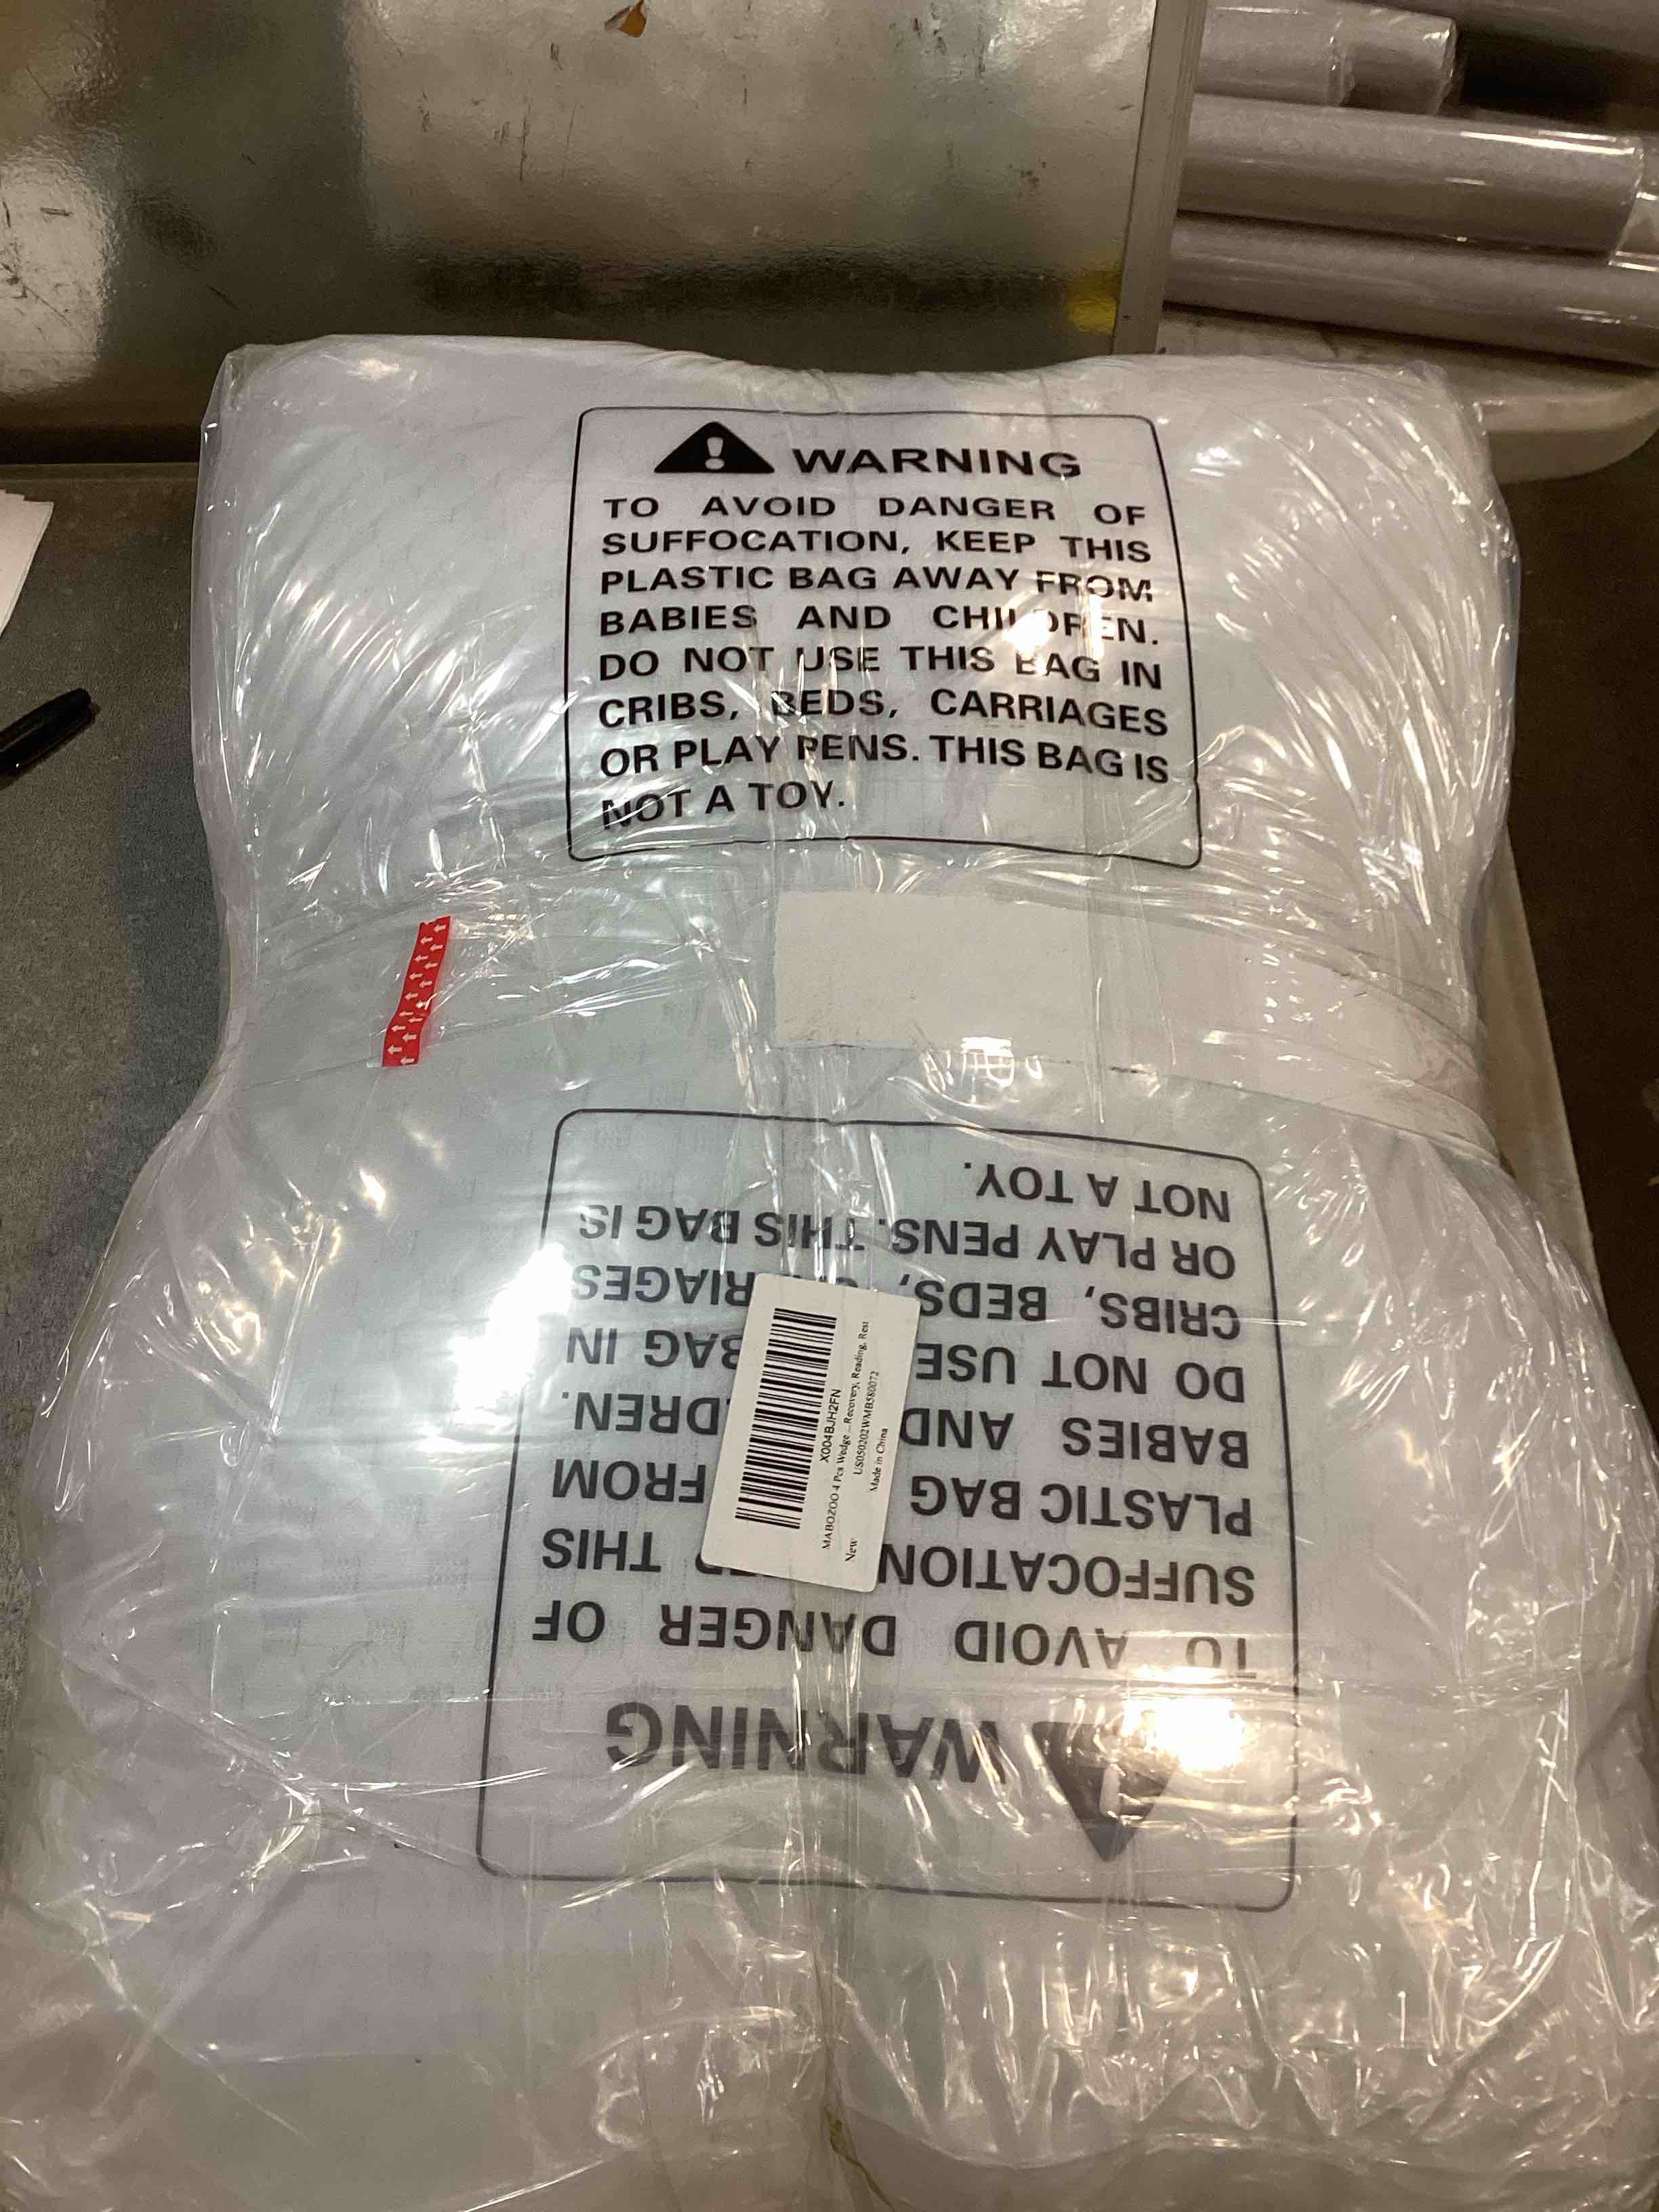 WARNING
TO AVOID DANGER OF
SUFFOCATION, KEEP THIS
PLASTIC BAG AWAY FROM
BABIES AND CHILDREN.
DO NOT USE THIS BAG IN
CRIBS, BEDS, CARRIAGES
OR PLAY PENS. THIS BAG IS
NOT A TOY.
WARNING
TO AVOID DANGER OF
SUFFOCATION THIS
PLASTIC BAG FROM
BABIES AND DREN.
DO NOT USE BAG IN
CRIBS, BEDS, RIAGES
OR PLAY PENS. THIS BAG IS
NOT A TOY.
X004BJH2FN
MABOZOO 4 Pcs Wedge ...Recovery, Reading, Rest
New US050202WMB580072
Made in China